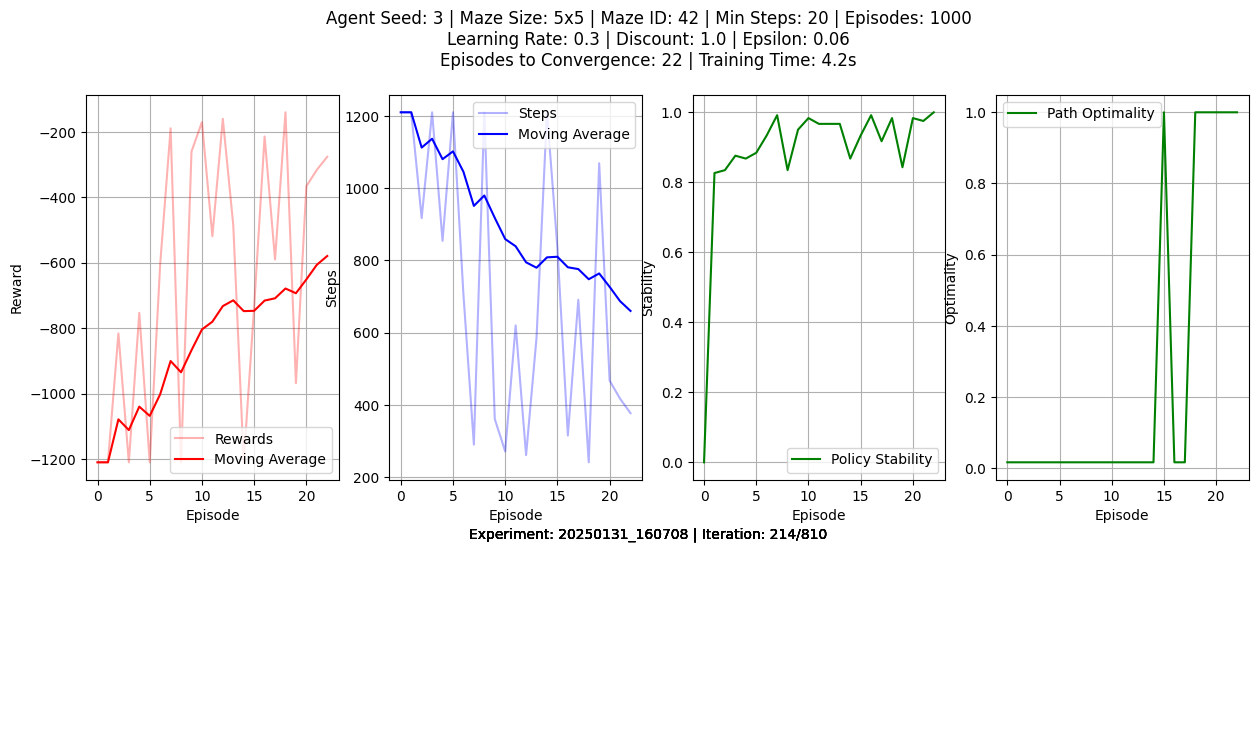 Agent Seed: 3 | Maze Size: 5x5 | Maze ID: 42 | Min Steps: 20 | Episodes: 1000
Learning Rate: 0.3 | Discount: 1.0 | Epsilon: 0.06
Episodes to Convergence: 22 | Training Time: 4.2s
Reward
−200
−400
−600
−800
−1000
−1200
0 5 10 15 20
Episode
Rewards
Moving Average
Steps
1200
1000
800
600
400
200
0 5 10 15 20
Episode
Steps
Moving Average
Stability
1.0
0.8
0.6
0.4
0.2
0.0
0 5 10 15 20
Episode
Policy Stability
Optimality
1.0
0.8
0.6
0.4
0.2
0.0
0 5 10 15 20
Episode
Path Optimality
Experiment: 20250131_160708 | Iteration: 214/810